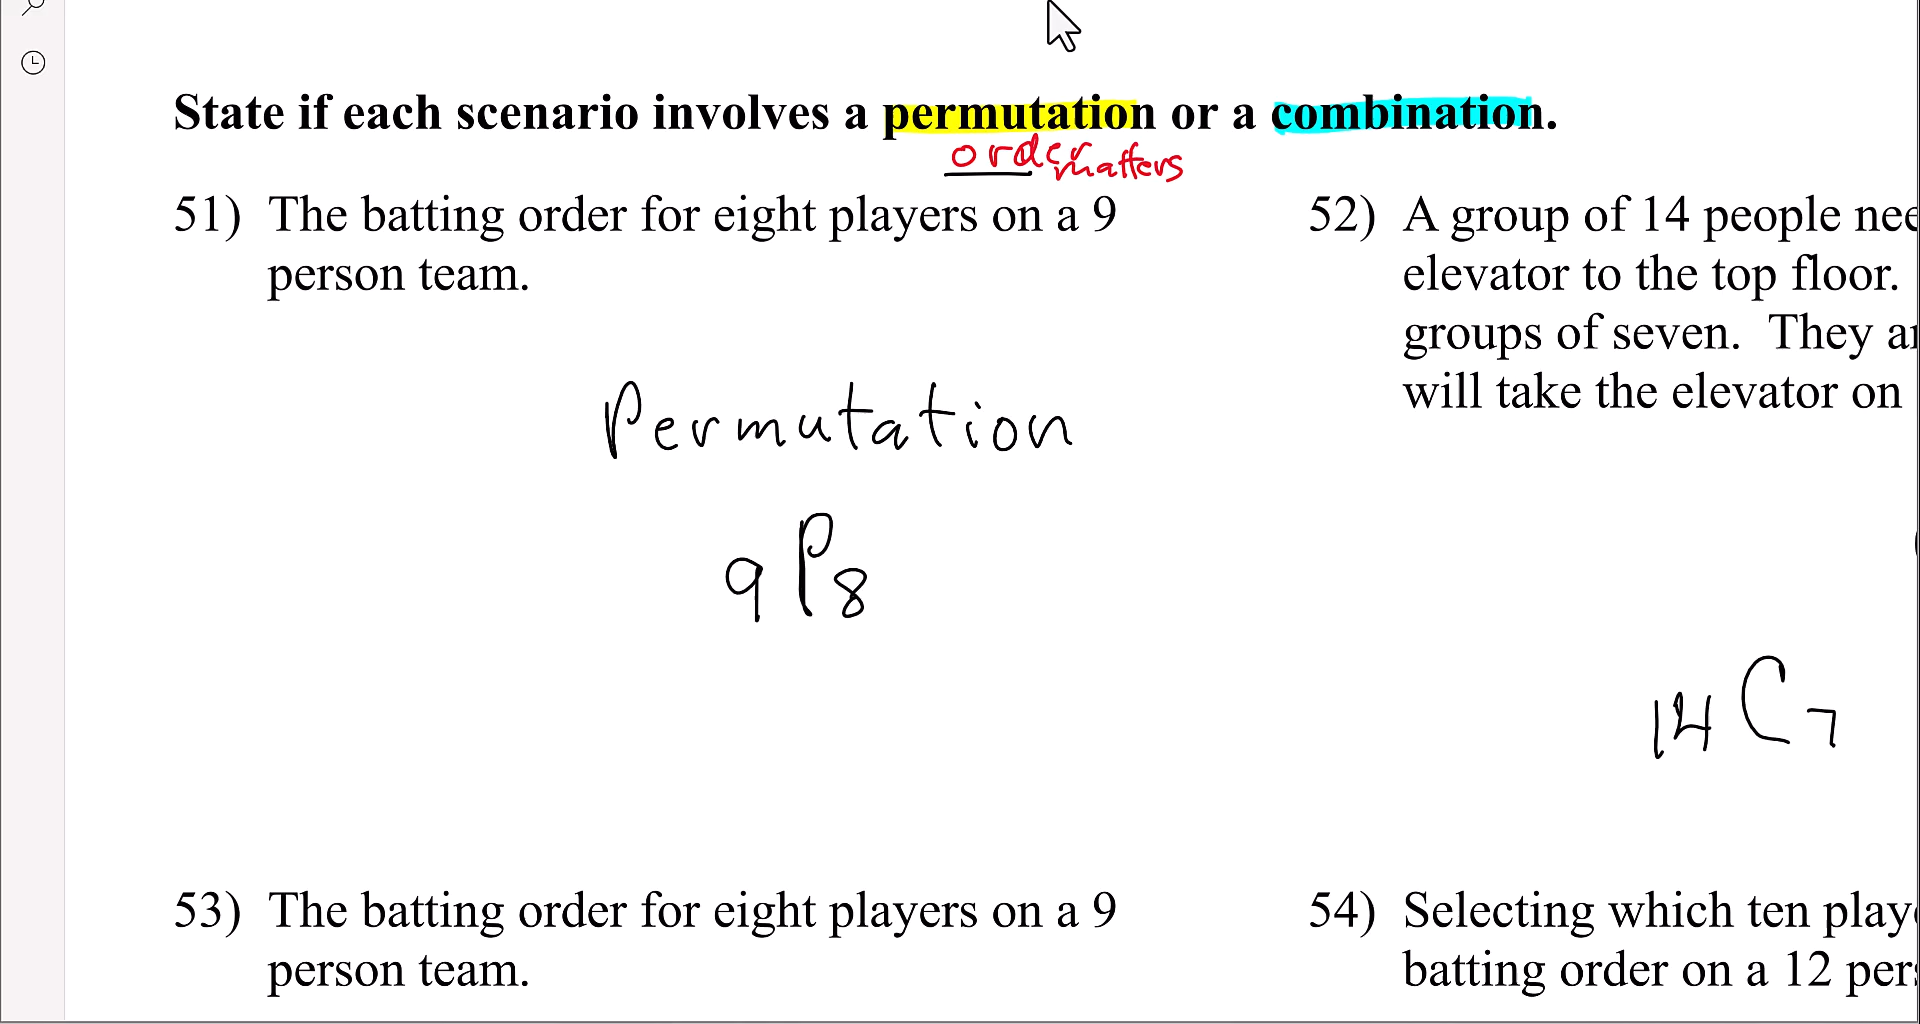 State if each scenario involves a permutation or a combination.
order matters
51) The batting order for eight players on a 9
person team.
Permutation
9P8
52) A group of 14 people
elevator to the top floor.
groups of seven. They
will take the elevator on
14C7
53) The batting order for eight players on a 9
person team.
54) Selecting which ten
batting order on a 12